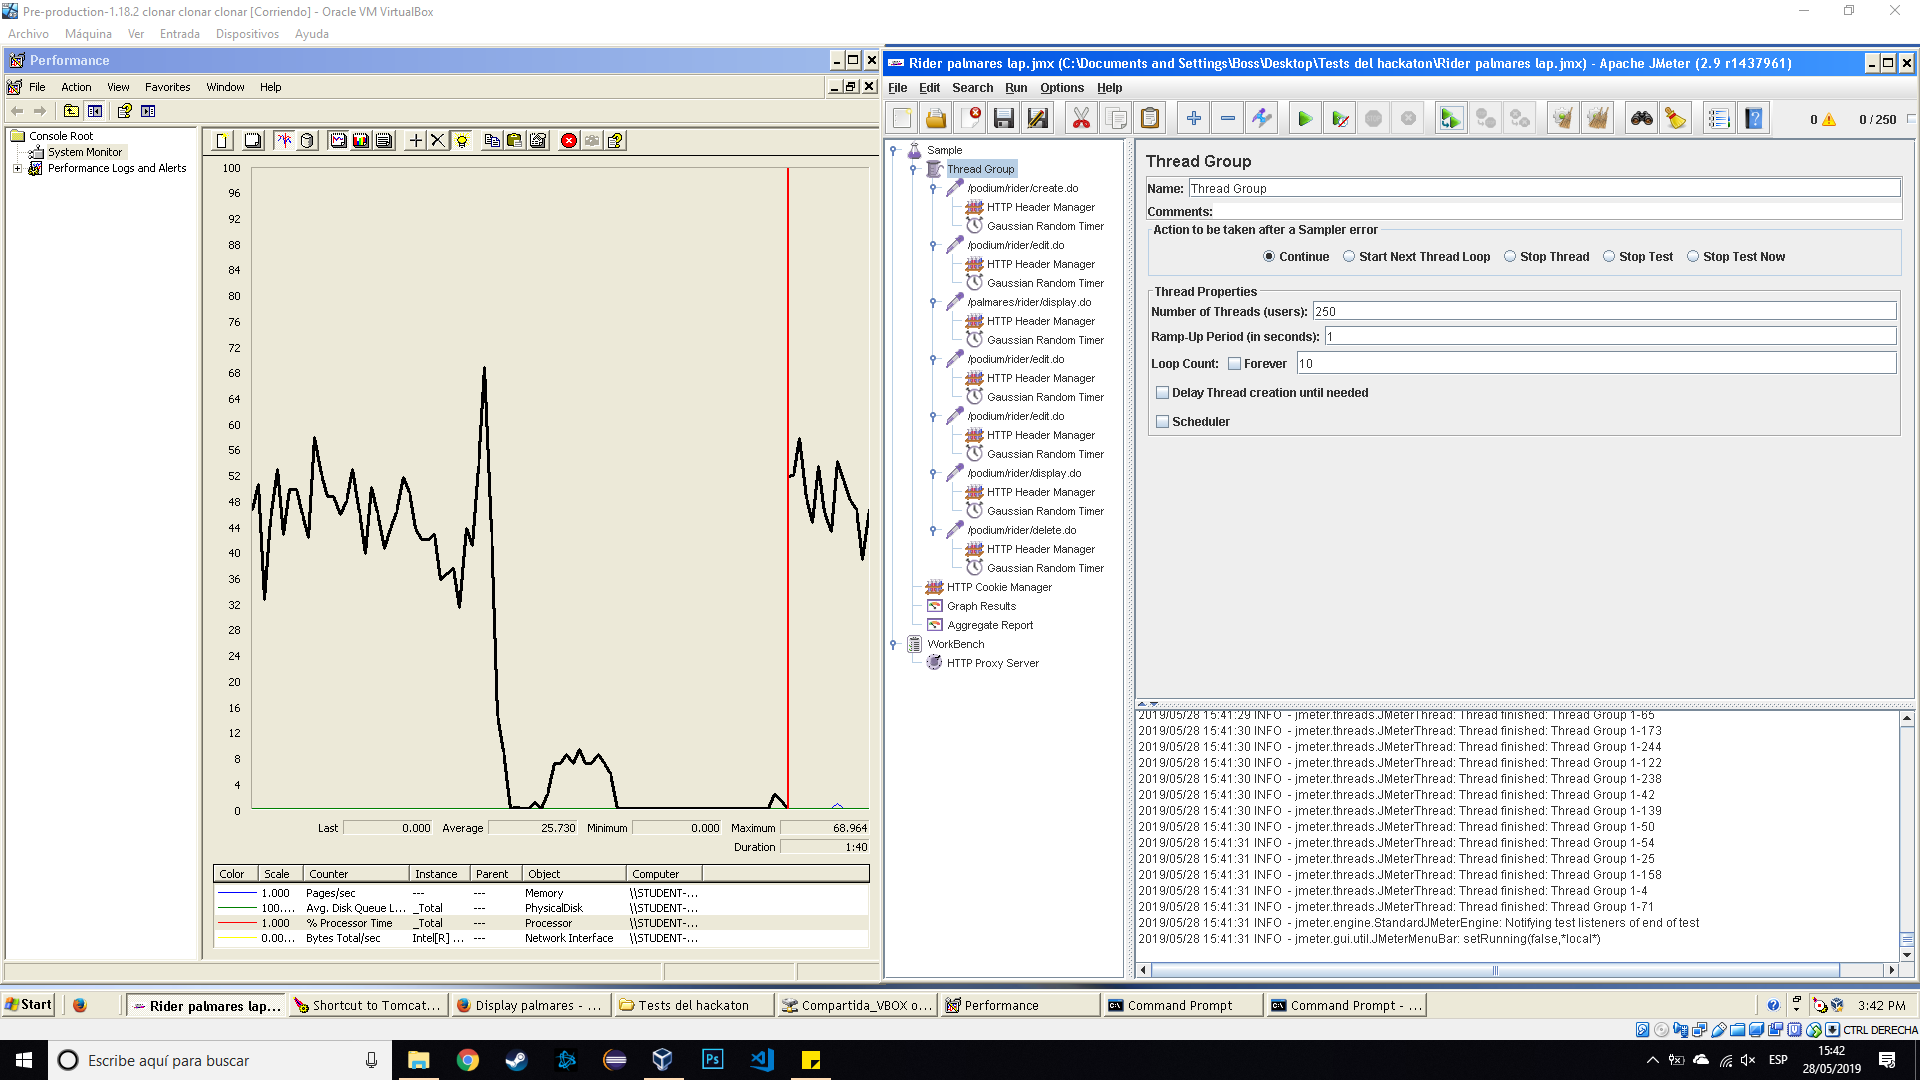 Pre-production-1.18.2 clonar clonar clonar [Corriendo] - Oracle VM VirtualBox
Archivo Máquina Ver Entrada Dispositivos Ayuda
Performance
File Action View Favorites Window Help
Console Root
System Monitor
Performance Logs and Alerts
100
96
92
88
84
80
76
72
68
64
60
56
52
48
44
40
36
32
28
24
20
16
12
8
4
0
Last 0.000 Average 25.730 Minimum 0.000 Maximum 68.964
Duration 1:40
Color Scale Counter Instance Parent Object Computer
1.000 Pages/sec --- --- Memory \\STUDENT-...
100.... Avg. Disk Queue L... _Total --- PhysicalDisk \\STUDENT-...
1.000 % Processor Time _Total --- Processor \\STUDENT-...
0.00... Bytes Total/sec Intel[R] ... --- Network Interface \\STUDENT-...
Rider palmares lap.jmx (C:\Documents and Settings\Boss\Desktop\Tests del hackaton\Rider palmares lap.jmx) - Apache JMeter (2.9 r1437961)
File Edit Search Run Options Help
0 0 / 250
Sample
Thread Group
/podium/rider/create.do
HTTP Header Manager
Gaussian Random Timer
/podium/rider/edit.do
HTTP Header Manager
Gaussian Random Timer
/palmares/rider/display.do
HTTP Header Manager
Gaussian Random Timer
/podium/rider/edit.do
HTTP Header Manager
Gaussian Random Timer
/podium/rider/edit.do
HTTP Header Manager
Gaussian Random Timer
/podium/rider/display.do
HTTP Header Manager
Gaussian Random Timer
/podium/rider/delete.do
HTTP Header Manager
Gaussian Random Timer
HTTP Cookie Manager
Graph Results
Aggregate Report
WorkBench
HTTP Proxy Server
Thread Group
Name: Thread Group
Comments:
Action to be taken after a Sampler error
Continue Start Next Thread Loop Stop Thread Stop Test Stop Test Now
Thread Properties
Number of Threads (users): 250
Ramp-Up Period (in seconds): 1
Loop Count: Forever 10
Delay Thread creation until needed
Scheduler
2019/05/28 15:41:29 INFO - jmeter.threads.JMeterThread: Thread finished: Thread Group 1-65
2019/05/28 15:41:30 INFO - jmeter.threads.JMeterThread: Thread finished: Thread Group 1-173
2019/05/28 15:41:30 INFO - jmeter.threads.JMeterThread: Thread finished: Thread Group 1-244
2019/05/28 15:41:30 INFO - jmeter.threads.JMeterThread: Thread finished: Thread Group 1-122
2019/05/28 15:41:30 INFO - jmeter.threads.JMeterThread: Thread finished: Thread Group 1-238
2019/05/28 15:41:30 INFO - jmeter.threads.JMeterThread: Thread finished: Thread Group 1-42
2019/05/28 15:41:30 INFO - jmeter.threads.JMeterThread: Thread finished: Thread Group 1-139
2019/05/28 15:41:30 INFO - jmeter.threads.JMeterThread: Thread finished: Thread Group 1-50
2019/05/28 15:41:31 INFO - jmeter.threads.JMeterThread: Thread finished: Thread Group 1-54
2019/05/28 15:41:31 INFO - jmeter.threads.JMeterThread: Thread finished: Thread Group 1-25
2019/05/28 15:41:31 INFO - jmeter.threads.JMeterThread: Thread finished: Thread Group 1-158
2019/05/28 15:41:31 INFO - jmeter.threads.JMeterThread: Thread finished: Thread Group 1-4
2019/05/28 15:41:31 INFO - jmeter.threads.JMeterThread: Thread finished: Thread Group 1-71
2019/05/28 15:41:31 INFO - jmeter.engine.StandardJMeterEngine: Notifying test listeners of end of test
2019/05/28 15:41:31 INFO - jmeter.gui.util.JMeterMenuBar: setRunning(false,*local*)
Start Rider palmares lap... Shortcut to Tomcat... Display palmares - ... Tests del hackaton Compartida_VBOX o... Performance Command Prompt Command Prompt - ... 3:42 PM
CTRL DERECHA
Escribe aquí para buscar
Ps
ESP
15:42
28/05/2019